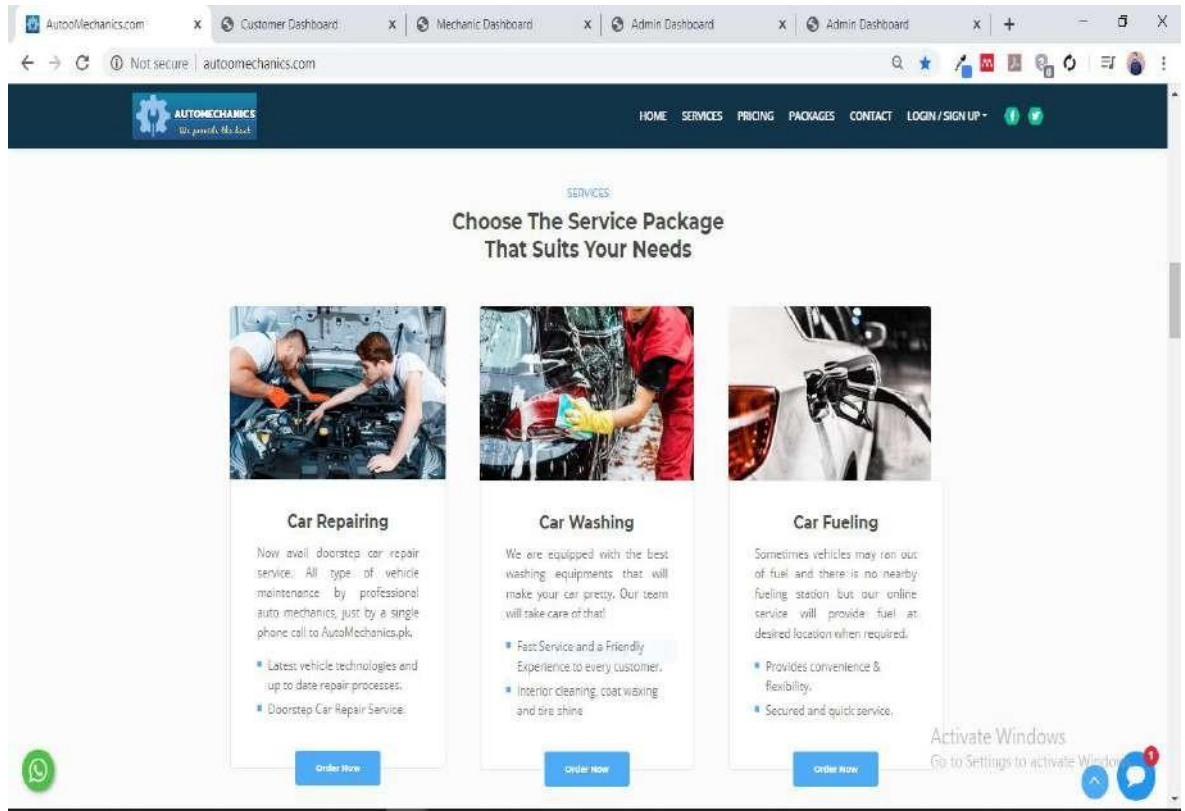 AutooMechanics.com x Customer Dashboard x Mechanic Dashboard x Admin Dashboard x Admin Dashboard x
Not secure autoomechanics.com
AUTOMECHANICS
We provide the best
HOME SERVICES PRICING PACKAGES CONTACT LOGIN / SIGN UP
SERVICES
Choose The Service Package
That Suits Your Needs
Car Repairing
Now avail doorstep car repair
service. All type of vehicle
maintenance by professional
auto mechanics, just by a single
phone call to AutoMechanics.pk.
Latest vehicle technologies and
up to date repair processes.
Doorstep Car Repair Service.
Order Now
Car Washing
We are equipped with the best
washing equipments that will
make your car pretty. Our team
will take care of that!
Fast Service and a Friendly
Experience to every customer.
Interior cleaning, coat waxing
and tire shine
Order Now
Car Fueling
Sometimes vehicles may ran out
of fuel and there is no nearby
fueling station but our online
service will provide fuel at
desired location when required.
Provides convenience &
flexibility.
Secured and quick service.
Order Now
Activate Windows
Go to Settings to activate Windo
1